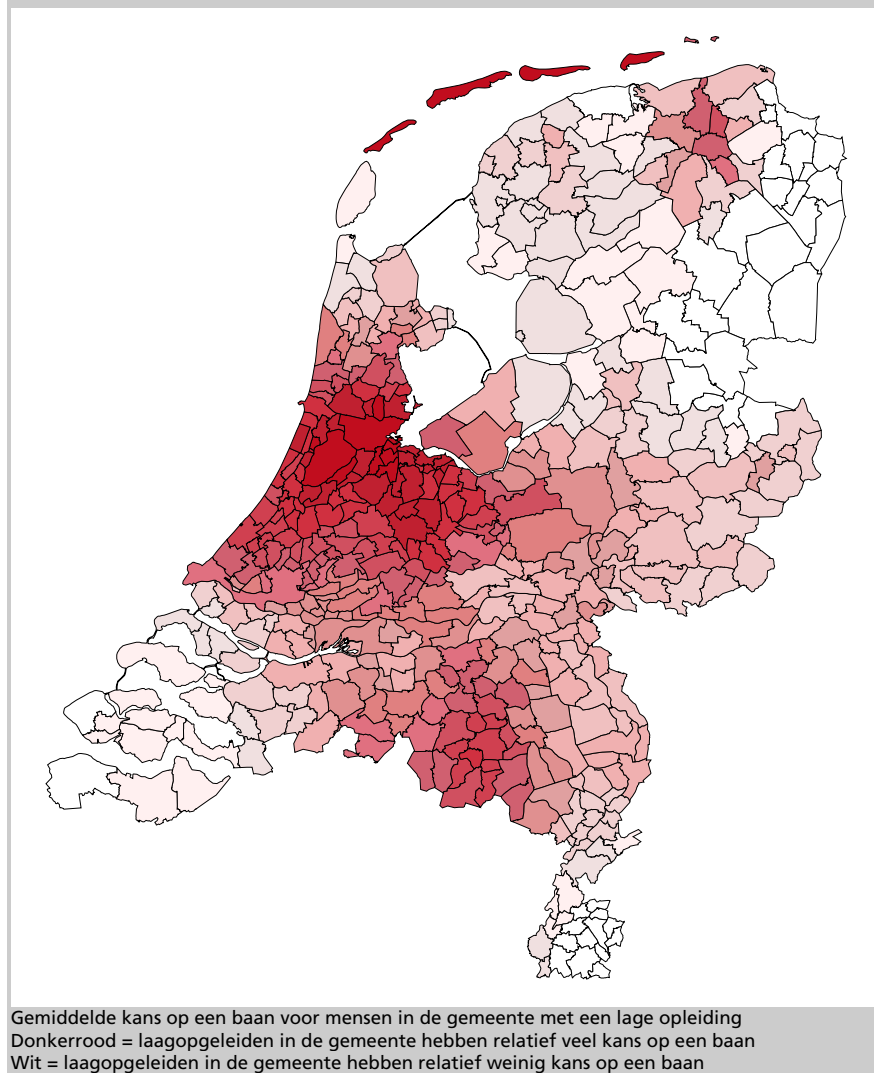 Gemiddelde kans op een baan voor mensen in de gemeente met een lage opleiding
Donkerrood = laagopgeleiden in de gemeente hebben relatief veel kans op een baan
Wit = laagopgeleiden in de gemeente hebben relatief weinig kans op een baan